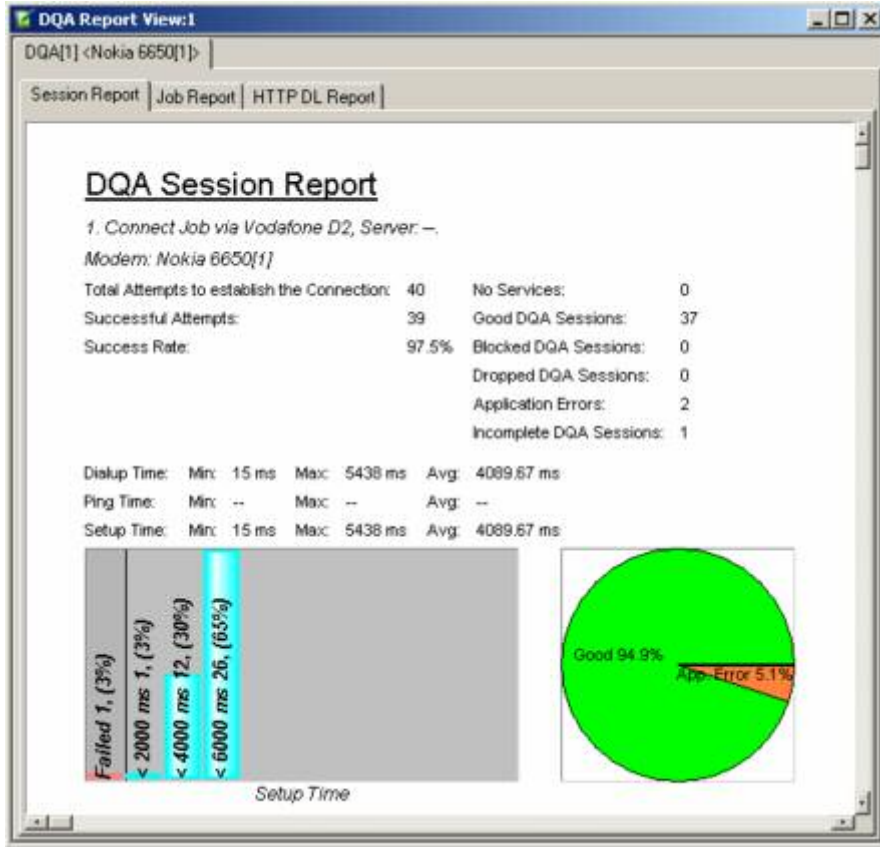 DQA Report View:1
DQA[1] <Nokia 6650[1]>
Session Report Job Report HTTP DL Report
DQA Session Report
1. Connect Job via Vodafone D2, Server: --.
Modem: Nokia 6650[1]
Total Attempts to establish the Connection: 40 No Services: 0
Successful Attempts: 39 Good DQA Sessions: 37
Success Rate: 97.5% Blocked DQA Sessions: 0
Dropped DQA Sessions: 0
Application Errors: 2
Incomplete DQA Sessions: 1
Dialup Time: Min: 15 ms Max: 5438 ms Avg: 4089.67 ms
Ping Time: Min: -- Max: -- Avg: --
Setup Time: Min: 15 ms Max: 5438 ms Avg: 4089.67 ms
Failed 1, (3%)
< 2000 ms 1, (3%)
< 4000 ms 12, (30%)
< 6000 ms 26, (65%)
Setup Time
Good 94.9%
App. Error 5.1%